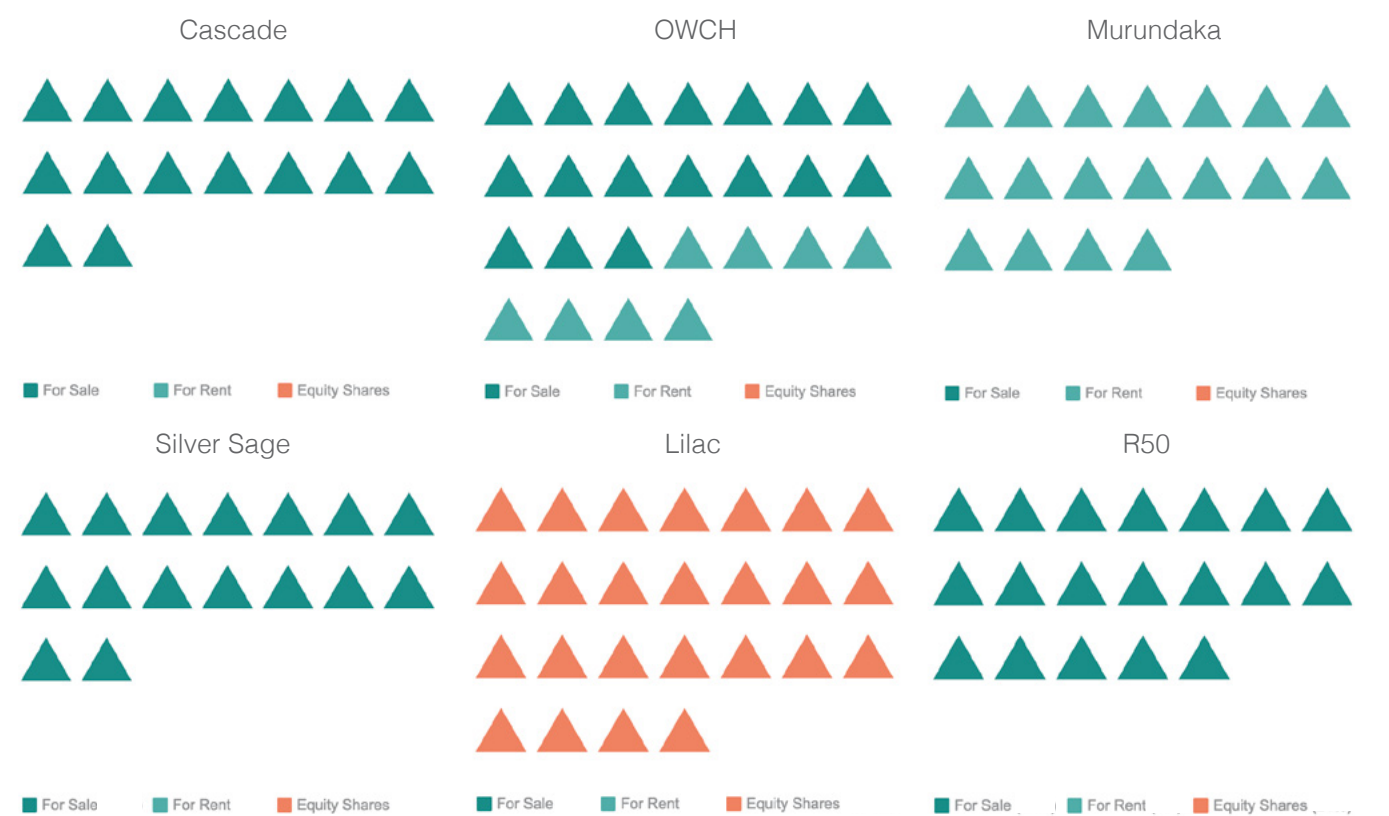 Cascade
OWCH
Murundaka
For Sale For Rent Equity Shares
For Sale For Rent Equity Shares
For Sale For Rent Equity Shares
Silver Sage
Lilac
R50
For Sale For Rent Equity Shares
For Sale For Rent Equity Shares
For Sale For Rent Equity Shares